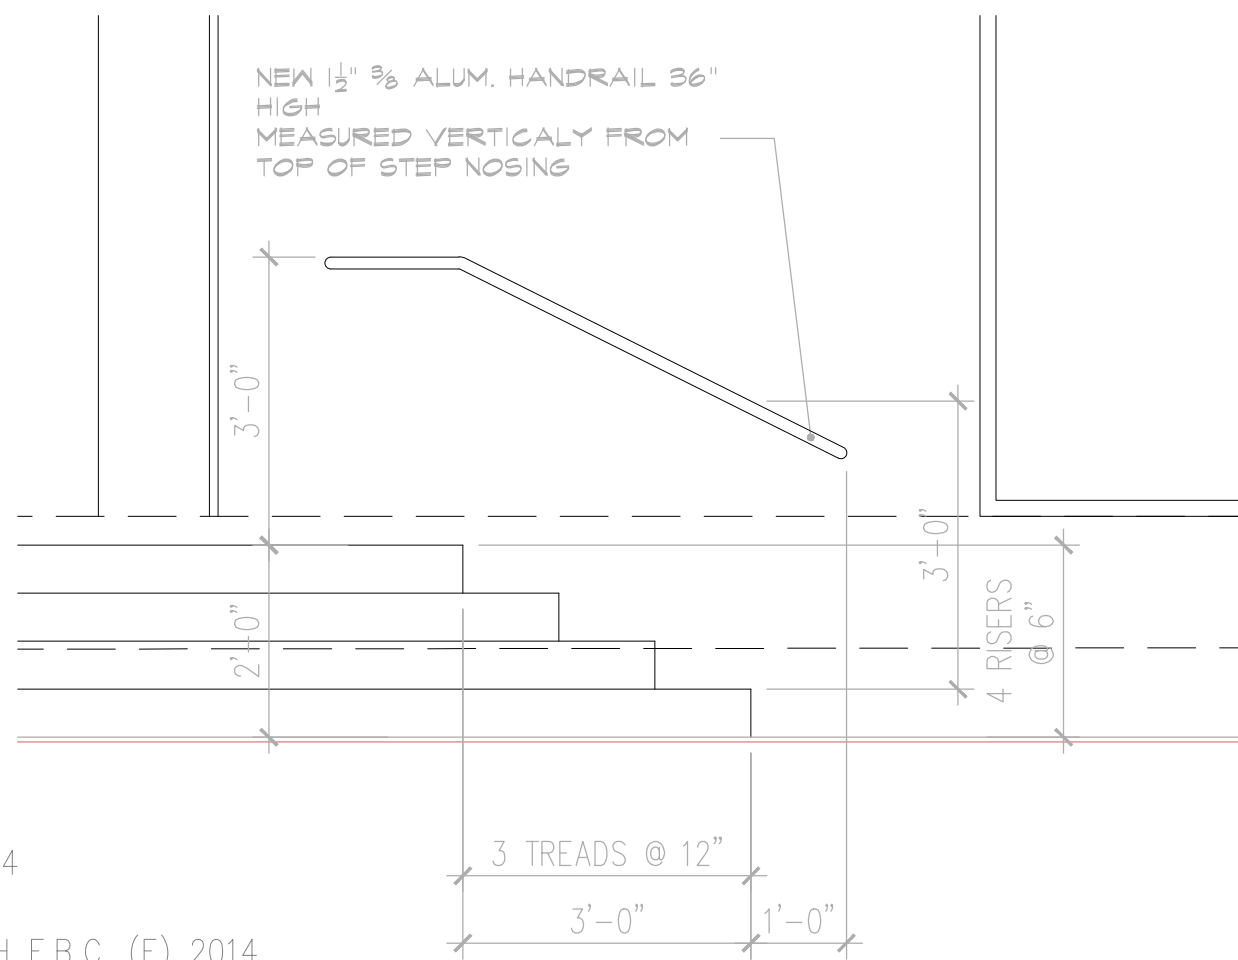 NEW 1½" ⅜ ALUM. HANDRAIL 36"
HIGH
MEASURED VERTICALY FROM
TOP OF STEP NOSING
3'-0"
3'-0"
2'-0"
4 RISERS
@ 6"
3 TREADS @ 12"
4
3'-0"
1'-0"
H F.B.C. (E) 2014